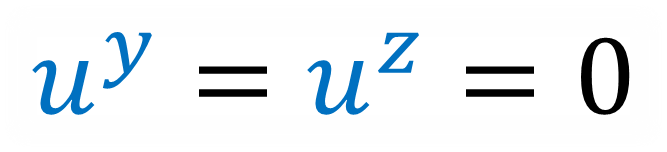 u^y = u^z = 0